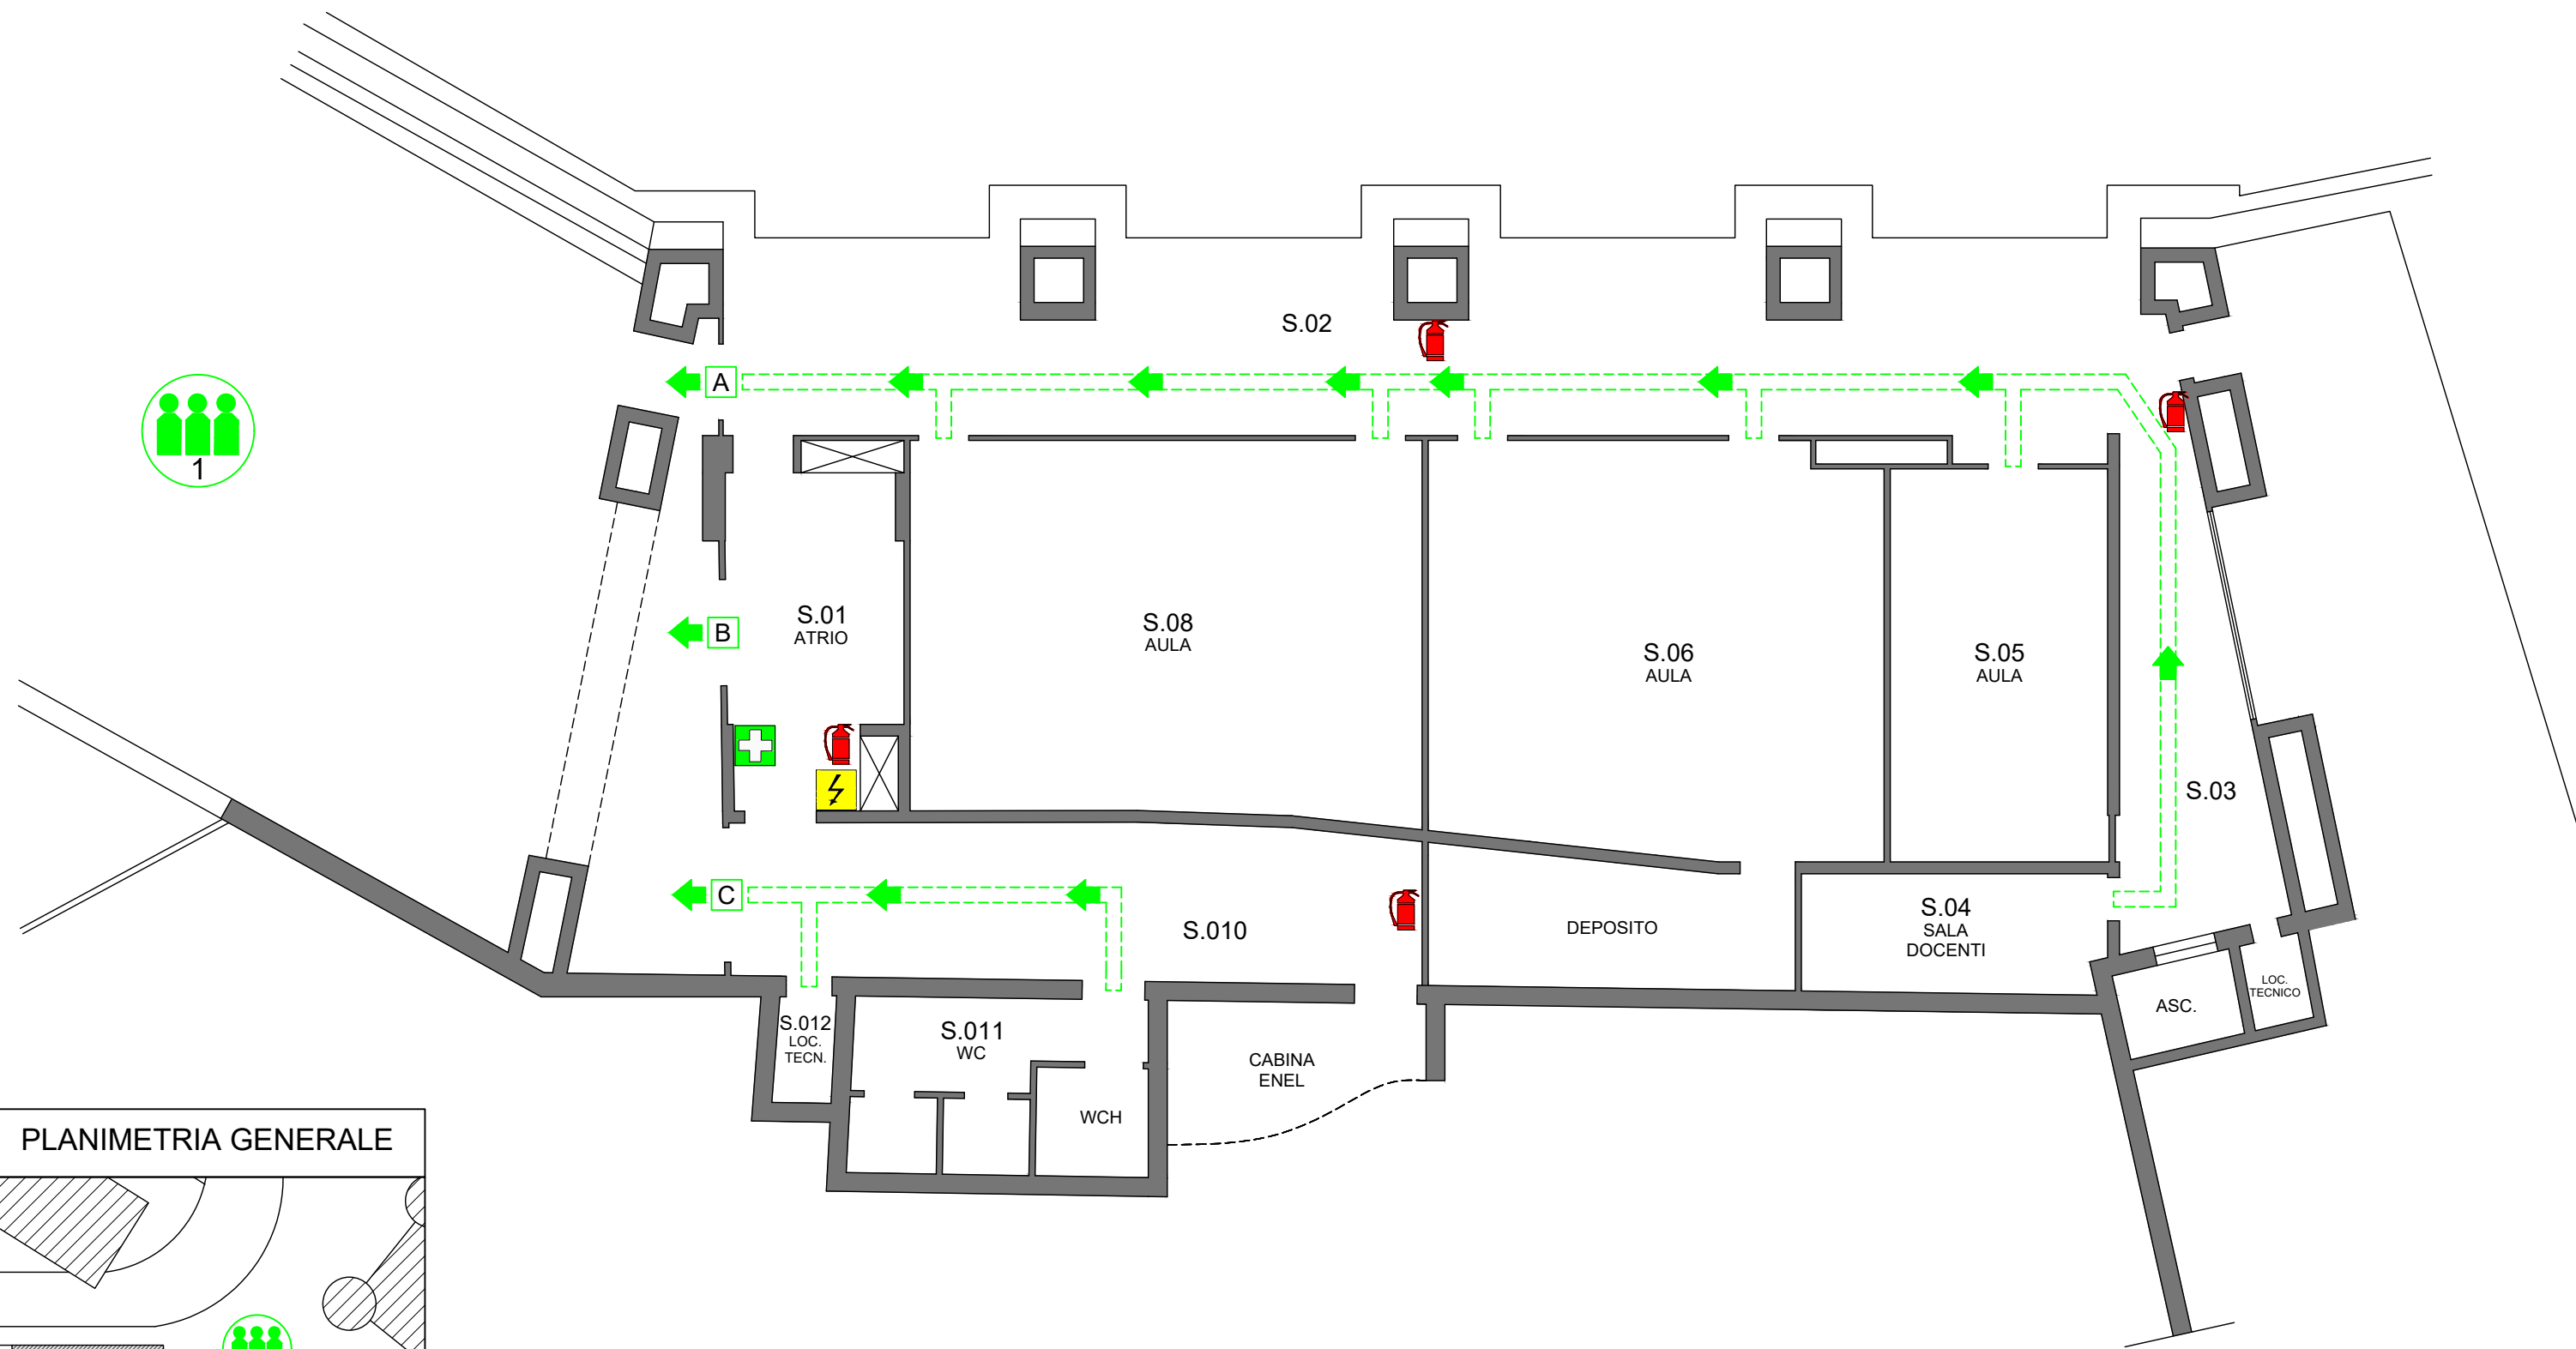 S.02
A
1
S.01
ATRIO
B
S.08
AULA
S.06
AULA
S.05
AULA
S.03
C
S.010
DEPOSITO
S.04
SALA
DOCENTI
S.012
LOC.
TECN.
S.011
WC
WCH
CABINA
ENEL
ASC.
LOC.
TECNICO
PLANIMETRIA GENERALE